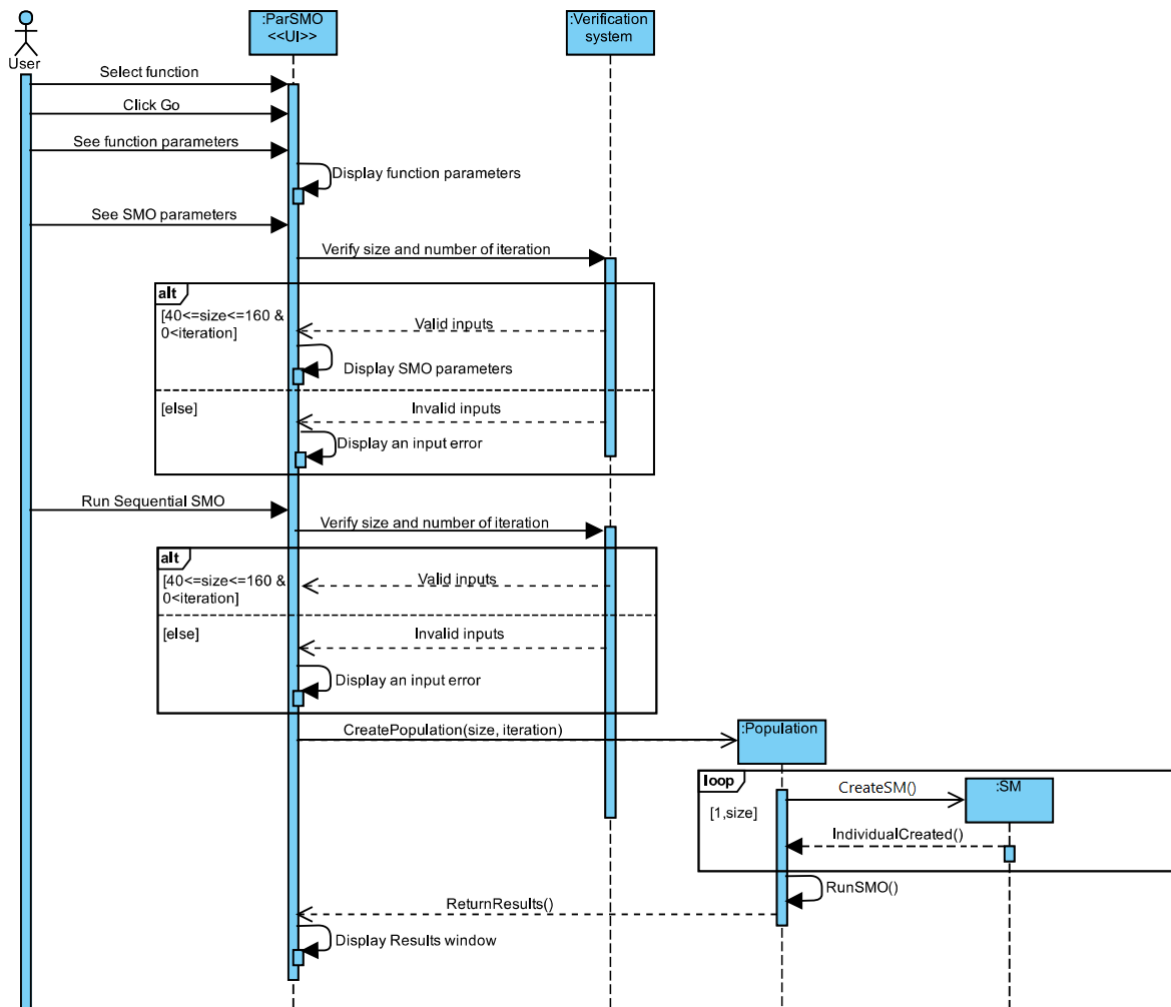 :ParSMO
<<UI>>
:Verification
system
User
Select function
Click Go
See function parameters
Display function parameters
See SMO parameters
Verify size and number of iteration
alt
[40<=size<=160 &
0<iteration]
Valid inputs
Display SMO parameters
[else]
Invalid inputs
Display an input error
Run Sequential SMO
Verify size and number of iteration
alt
[40<=size<=160 &
0<iteration]
Valid inputs
[else]
Invalid inputs
Display an input error
CreatePopulation(size, iteration)
:Population
loop
[1,size]
CreateSM()
:SM
IndividualCreated()
RunSMO()
ReturnResults()
Display Results window